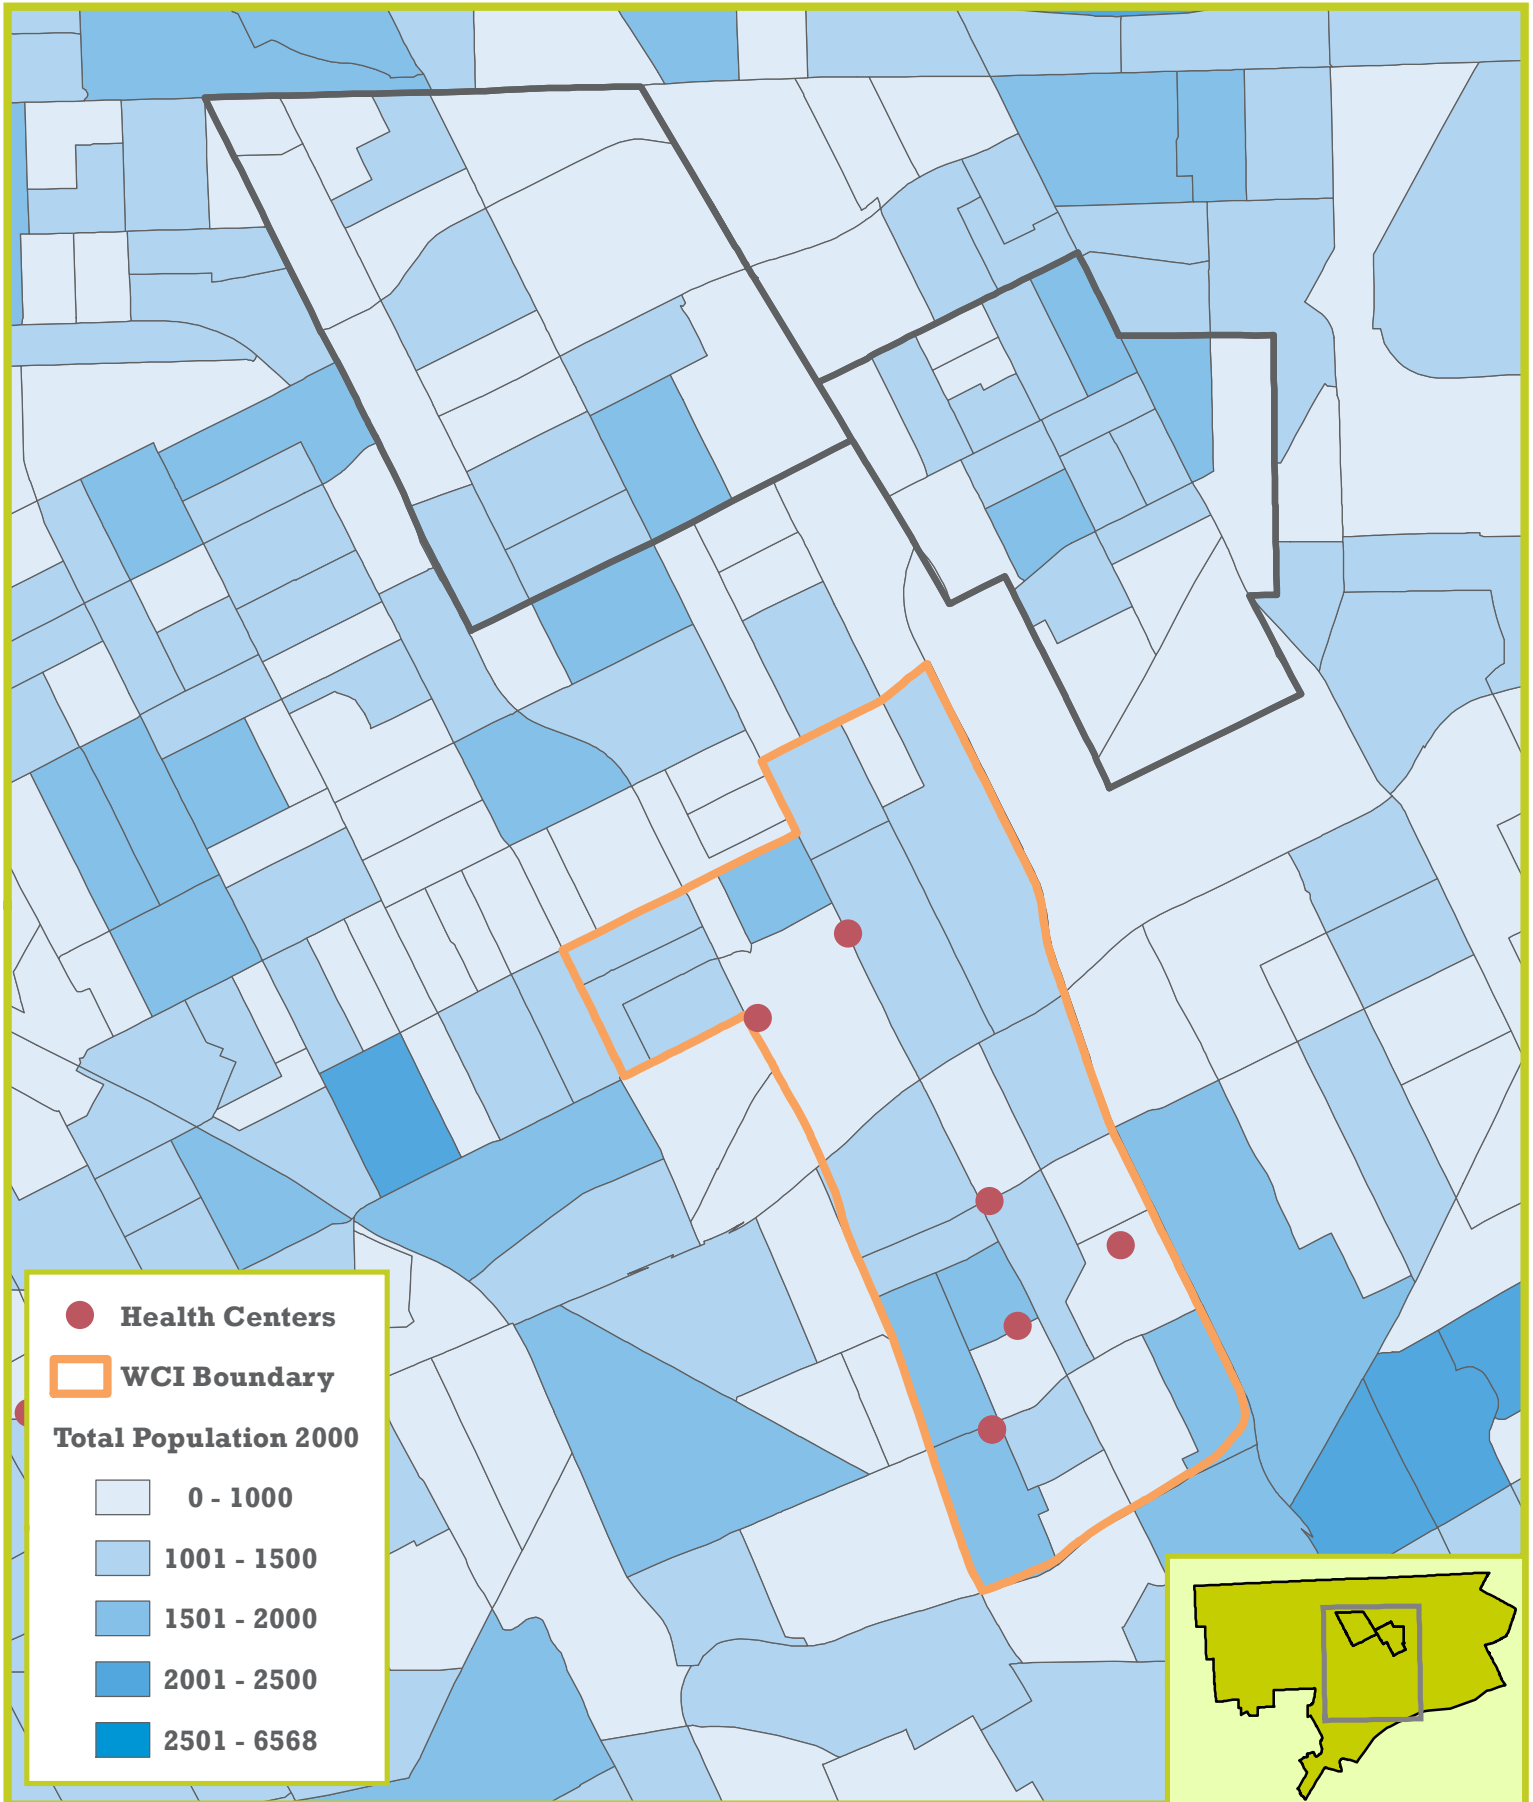 Health Centers
WCI Boundary
Total Population 2000
0 - 1000
1001 - 1500
1501 - 2000
2001 - 2500
2501 - 6568